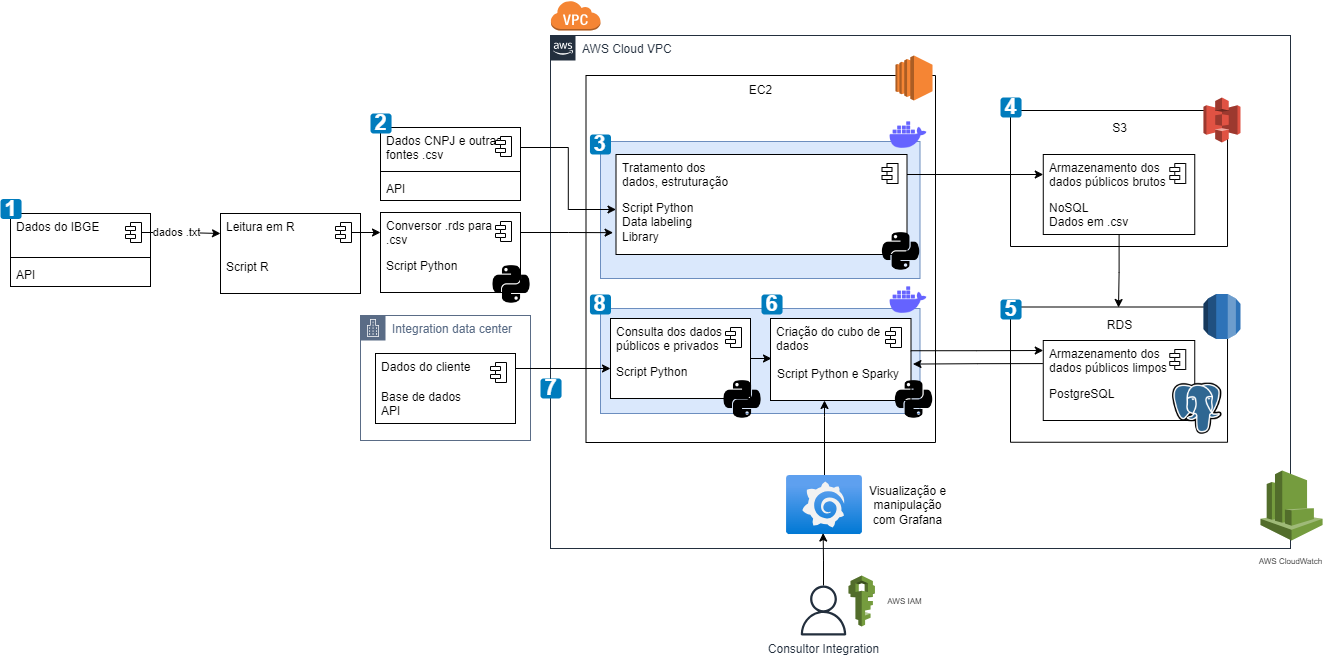 VPC
aws
AWS Cloud VPC
EC2
1
Dados do IBGE
API
dados .txt
Leitura em R
Script R
2
Dados CNPJ e outra
fontes .csv
API
Conversor .rds para
.csv
Script Python
3
Tratamento dos
dados, estruturação
Script Python
Data labeling
Library
4
S3
Armazenamento dos
dados públicos brutos
NoSQL
Dados em .csv
5
RDS
Armazenamento dos
dados públicos limpos
PostgreSQL
Integration data center
Dados do cliente
Base de dados
API
7
8
Consulta dos dados
públicos e privados
Script Python
6
Criação do cubo de
dados
Script Python e Sparky
Visualização e
manipulação
com Grafana
AWS CloudWatch
AWS IAM
Consultor Integration